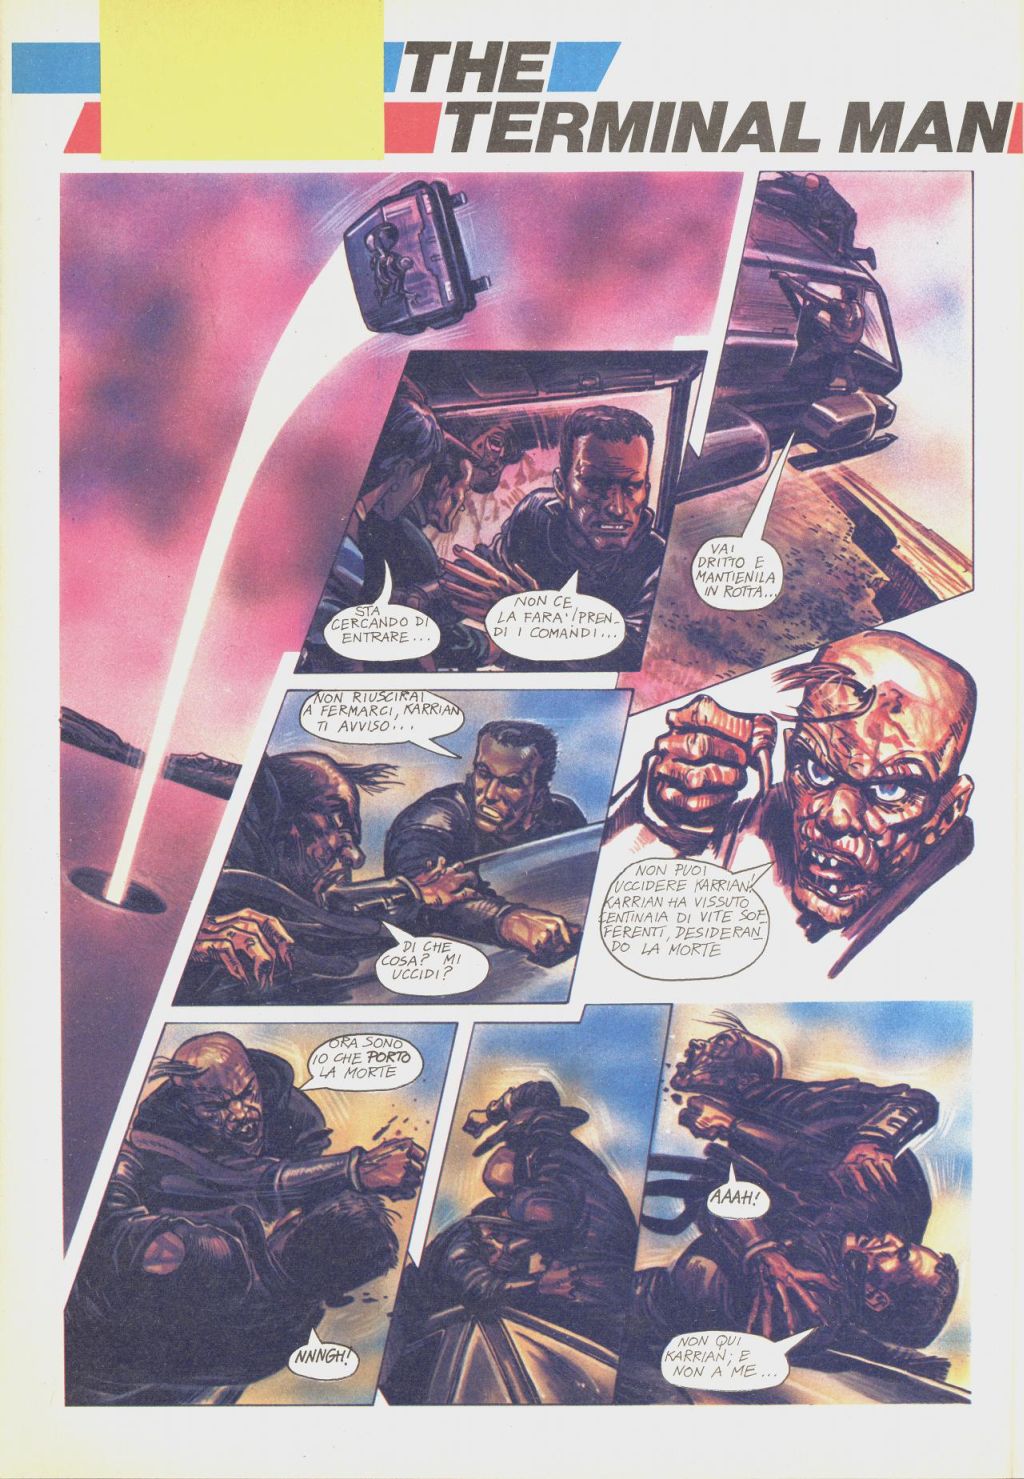 THE
TERMINAL MAN
STA
CERCANDO DI
ENTRARE...
NON CE
LA FARA'! PREN-
DI I COMANDI...
VAI
DRITTO E
MANTIENILA
IN ROTTA...
NON RIUSCIRAI
A FERMARCI, KARRIAN
TI AVVISO...
DI CHE
COSA? MI
UCCIDI?
NON PUOI
UCCIDERE KARRIAN!
KARRIAN HA VISSUTO
CENTINAIA DI VITE SOF-
FERENTI, DESIDERAN-
DO LA MORTE
ORA SONO
IO CHE PORTO
LA MORTE
NNNGH!
AAAH!
NON QUI
KARRIAN; E
NON A ME...